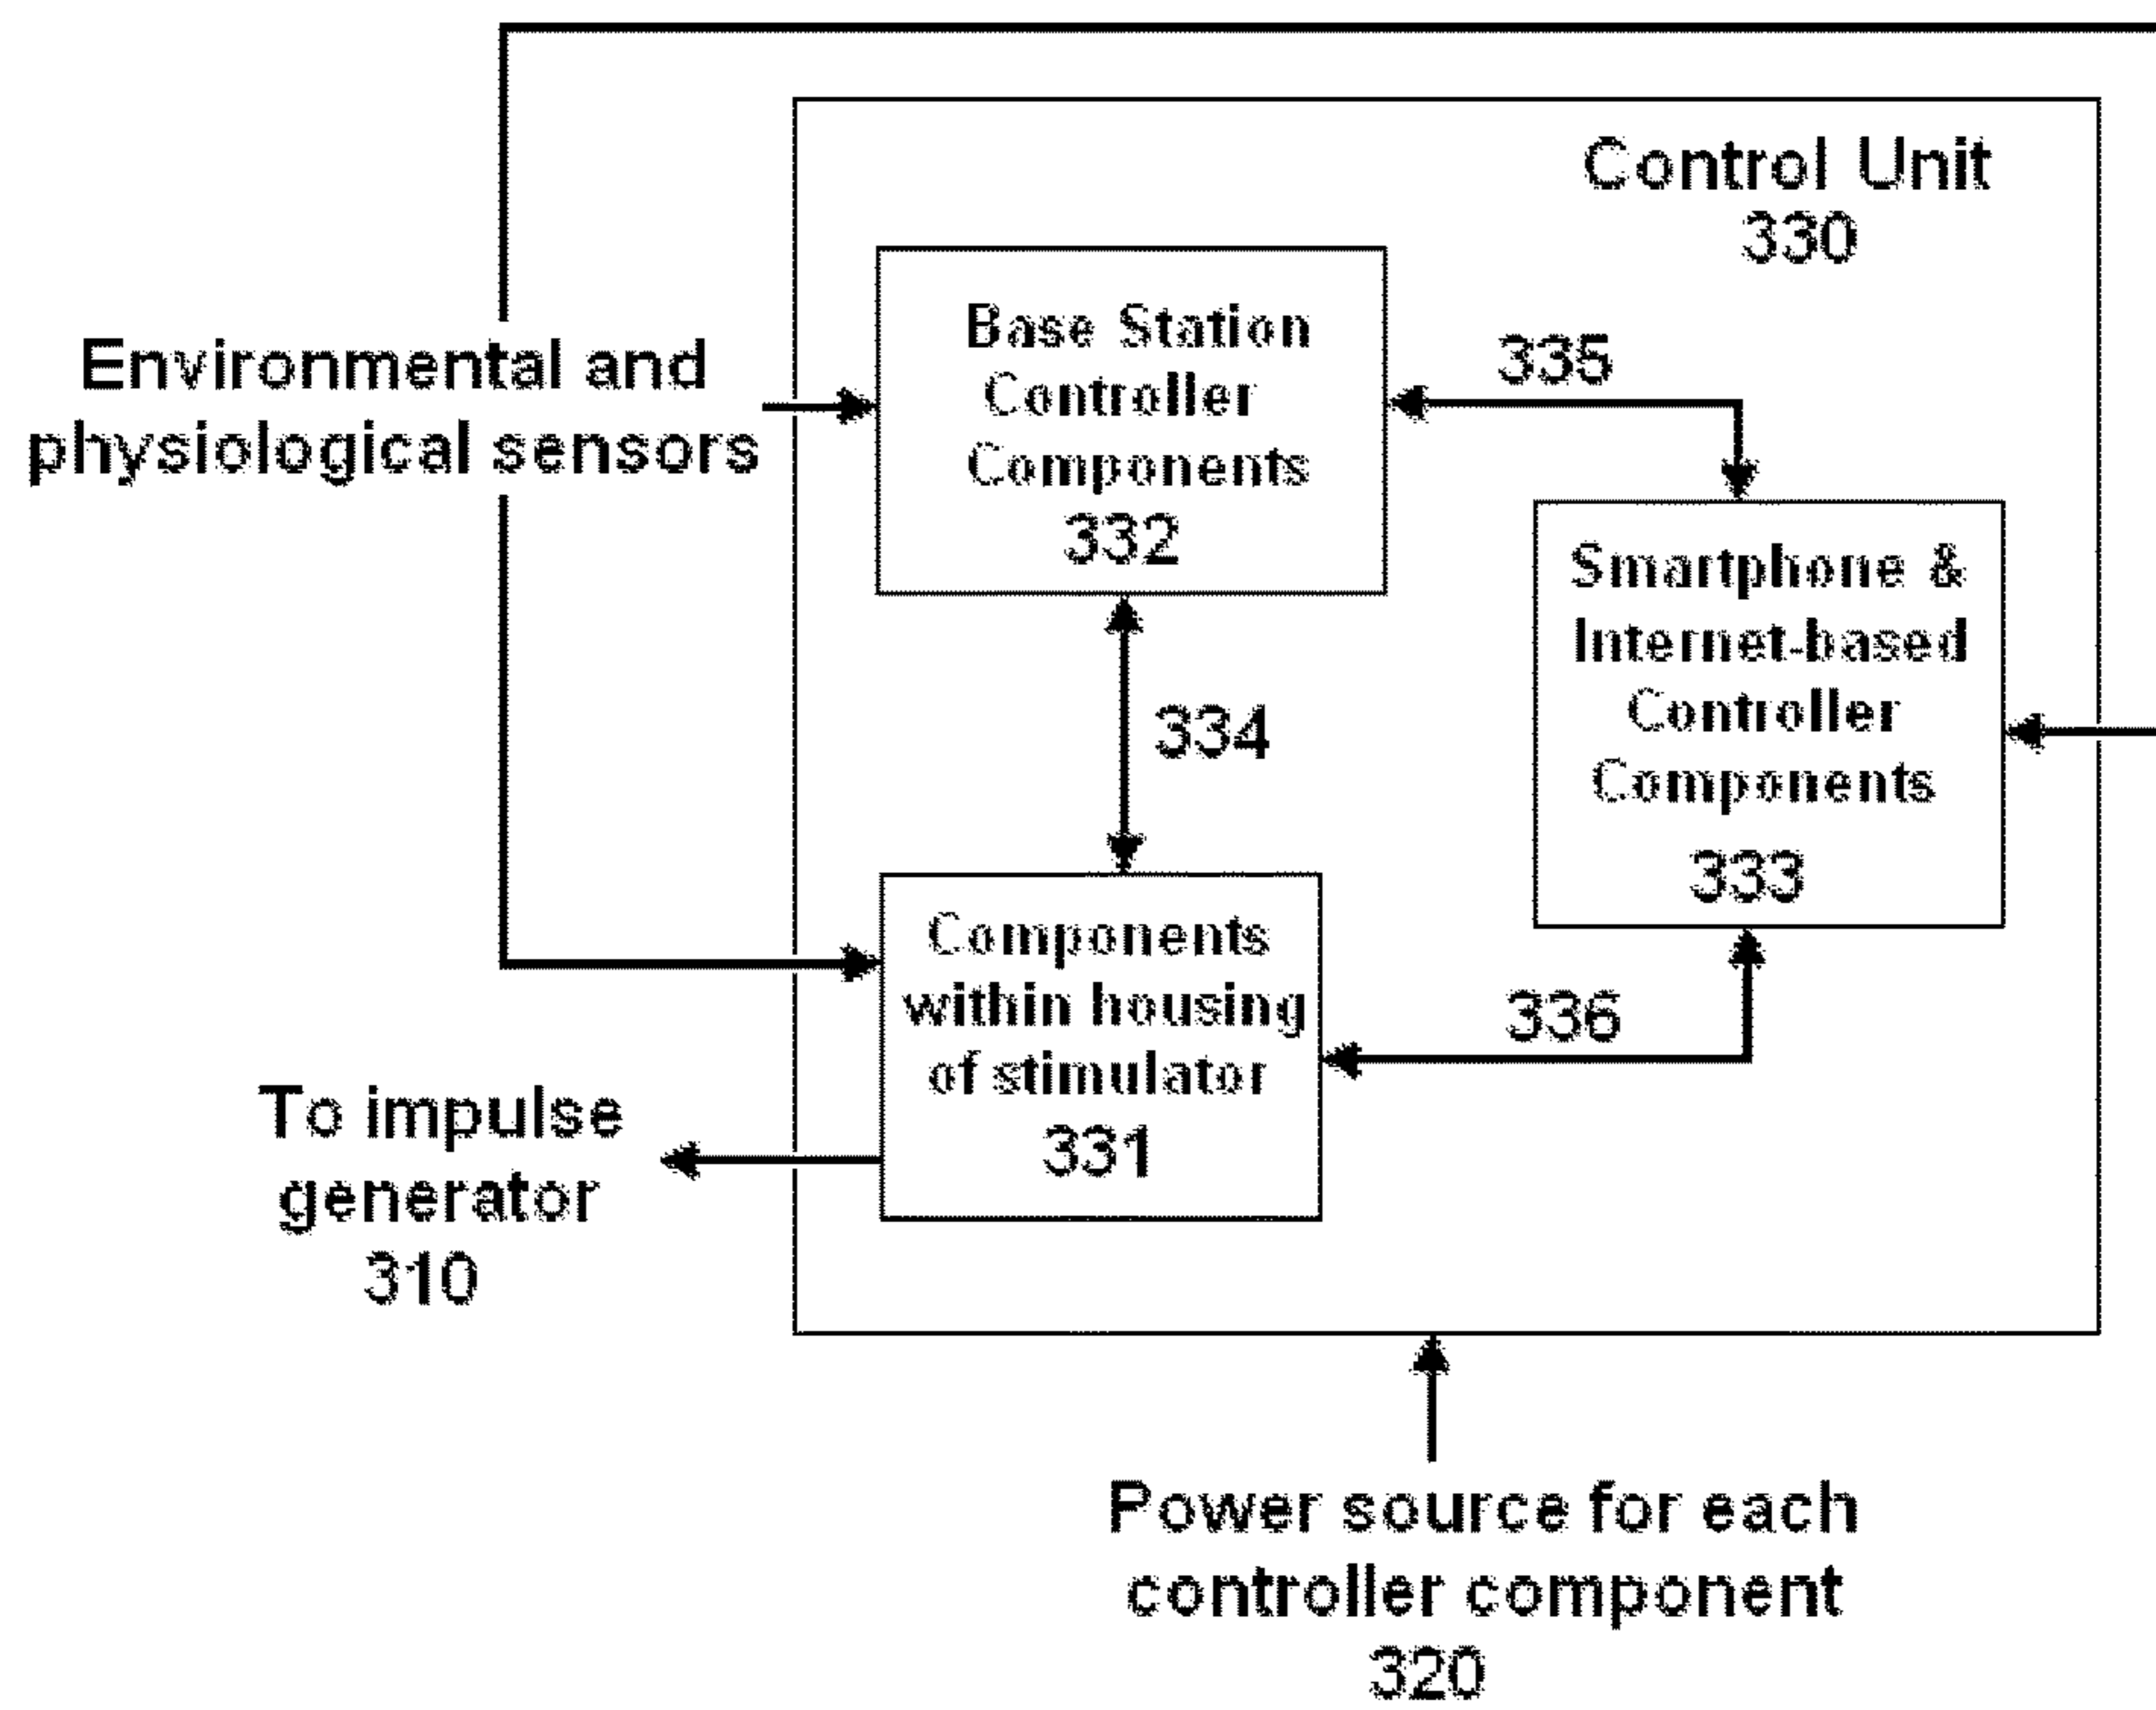 Control Unit
330
Base Station
Controller
Components
332
335
Environmental and
physiological sensors
Smartphone &
Internet-based
Controller
Components
333
334
Components
within housing
of stimulator
331
336
To impulse
generator
310
Power source for each
controller component
320